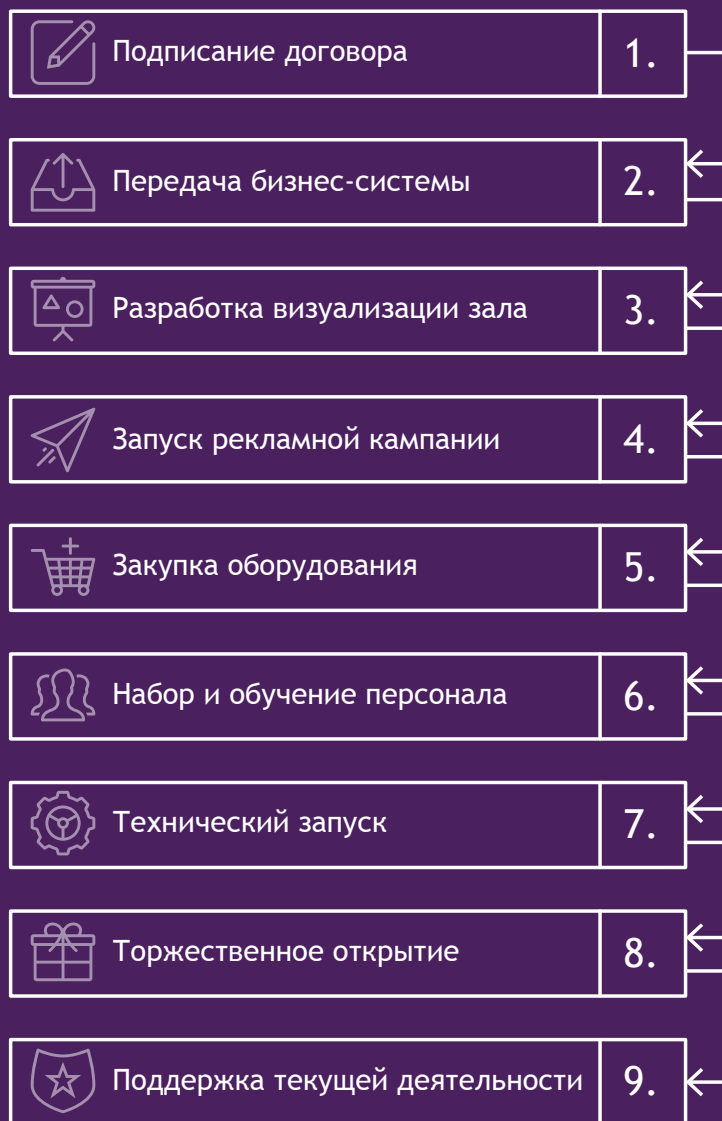 Подписание договора 1.
Передача бизнес-системы 2.
Разработка визуализации зала 3.
Запуск рекламной кампании 4.
Закупка оборудования 5.
Набор и обучение персонала 6.
Технический запуск 7.
Торжественное открытие 8.
Поддержка текущей деятельности 9.